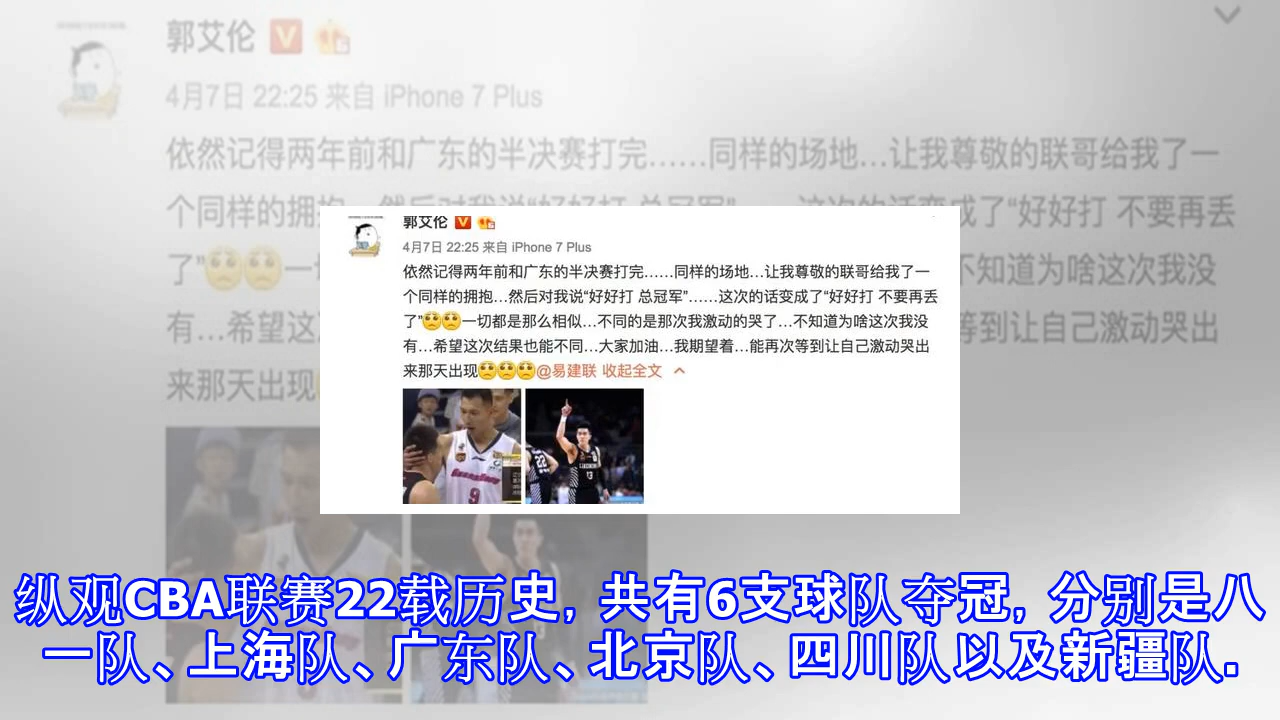 郭艾伦
4月7日 22:25 来自 iPhone 7 Plus
依然记得两年前和广东的半决赛打完……同样的场地…让我尊敬的联哥给我了一
个同样的拥抱…然后对我说“好好打 总冠军”……这次的话变成了“好好打 不要再丢
了”一切都是那么相似…不同的是那次我激动的哭了…不知道为啥这次我没
有…希望这次结果也能不同…大家加油…我期望着…能再次等到让自己激动哭出
来那天出现@易建联 收起全文
9
13
纵观CBA联赛22载历史, 共有6支球队夺冠, 分别是八
一队、上海队、广东队、北京队、四川队以及新疆队.